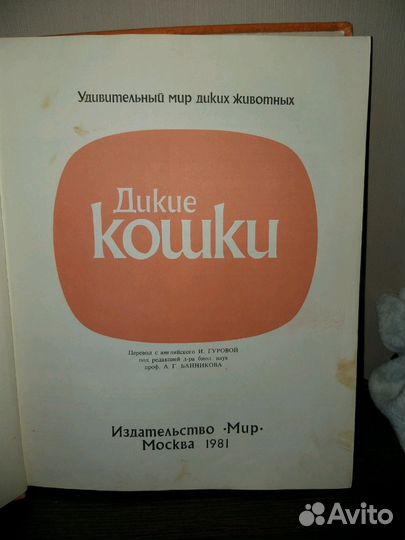 Удивительный мир диких животных
Дикие
кошки
Перевод с английского И. ГУРОВОЙ
под редакцией д-ра биол. наук
проф. А. Г. БАННИКОВА
Издательство «Мир»
Москва 1981
Avito